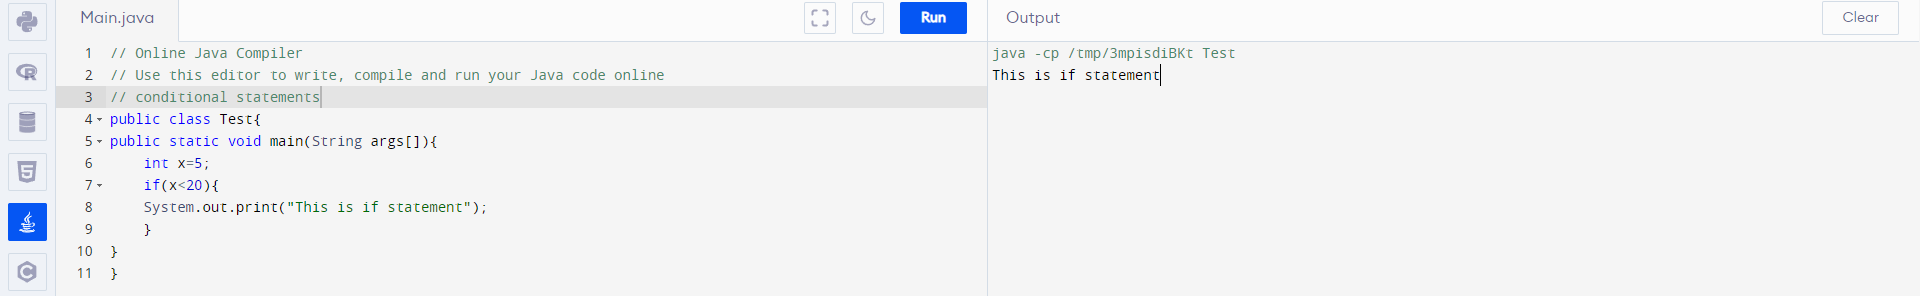 Main.java
Run
Output
Clear
1 // Online Java Compiler
2 // Use this editor to write, compile and run your Java code online
3 // conditional statements
4 public class Test{
5 public static void main(String args[]){
6     int x=5;
7     if(x<20){
8     System.out.print("This is if statement");
9     }
10 }
11 }
java -cp /tmp/3mpisdiBKt Test
This is if statement